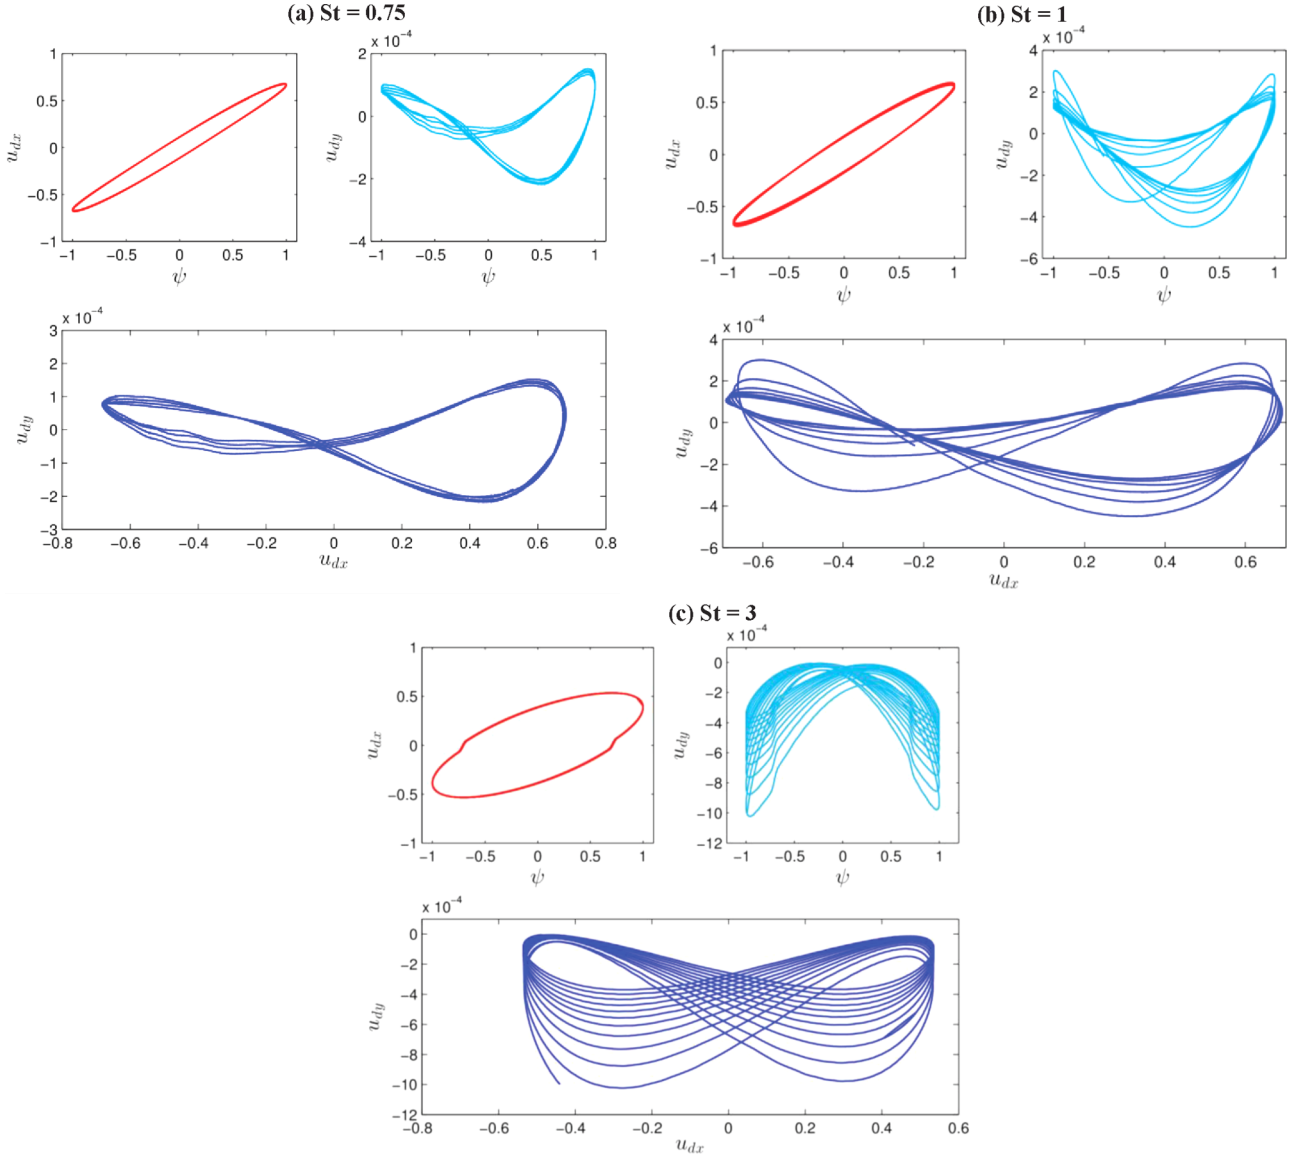 (a) St = 0.75
1
0.5
0
−0.5
−1
−1 −0.5 0 0.5 1
u_dx
ψ
x 10^−4
2
0
−2
−4
−1 −0.5 0 0.5 1
u_dy
ψ
x 10^−4
3
2
1
0
−1
−2
−3
−0.8 −0.6 −0.4 −0.2 0 0.2 0.4 0.6 0.8
u_dy
u_dx
(b) St = 1
1
0.5
0
−0.5
−1
−1 −0.5 0 0.5 1
u_dx
ψ
x 10^−4
4
2
0
−2
−4
−6
−1 −0.5 0 0.5 1
u_dy
ψ
x 10^−4
4
2
0
−2
−4
−6
−0.6 −0.4 −0.2 0 0.2 0.4 0.6
u_dy
u_dx
(c) St = 3
1
0.5
0
−0.5
−1
−1 −0.5 0 0.5 1
u_dx
ψ
x 10^−4
0
−2
−4
−6
−8
−10
−12
−1 −0.5 0 0.5 1
u_dy
ψ
x 10^−4
0
−2
−4
−6
−8
−10
−12
−0.8 −0.6 −0.4 −0.2 0 0.2 0.4 0.6
u_dy
u_dx